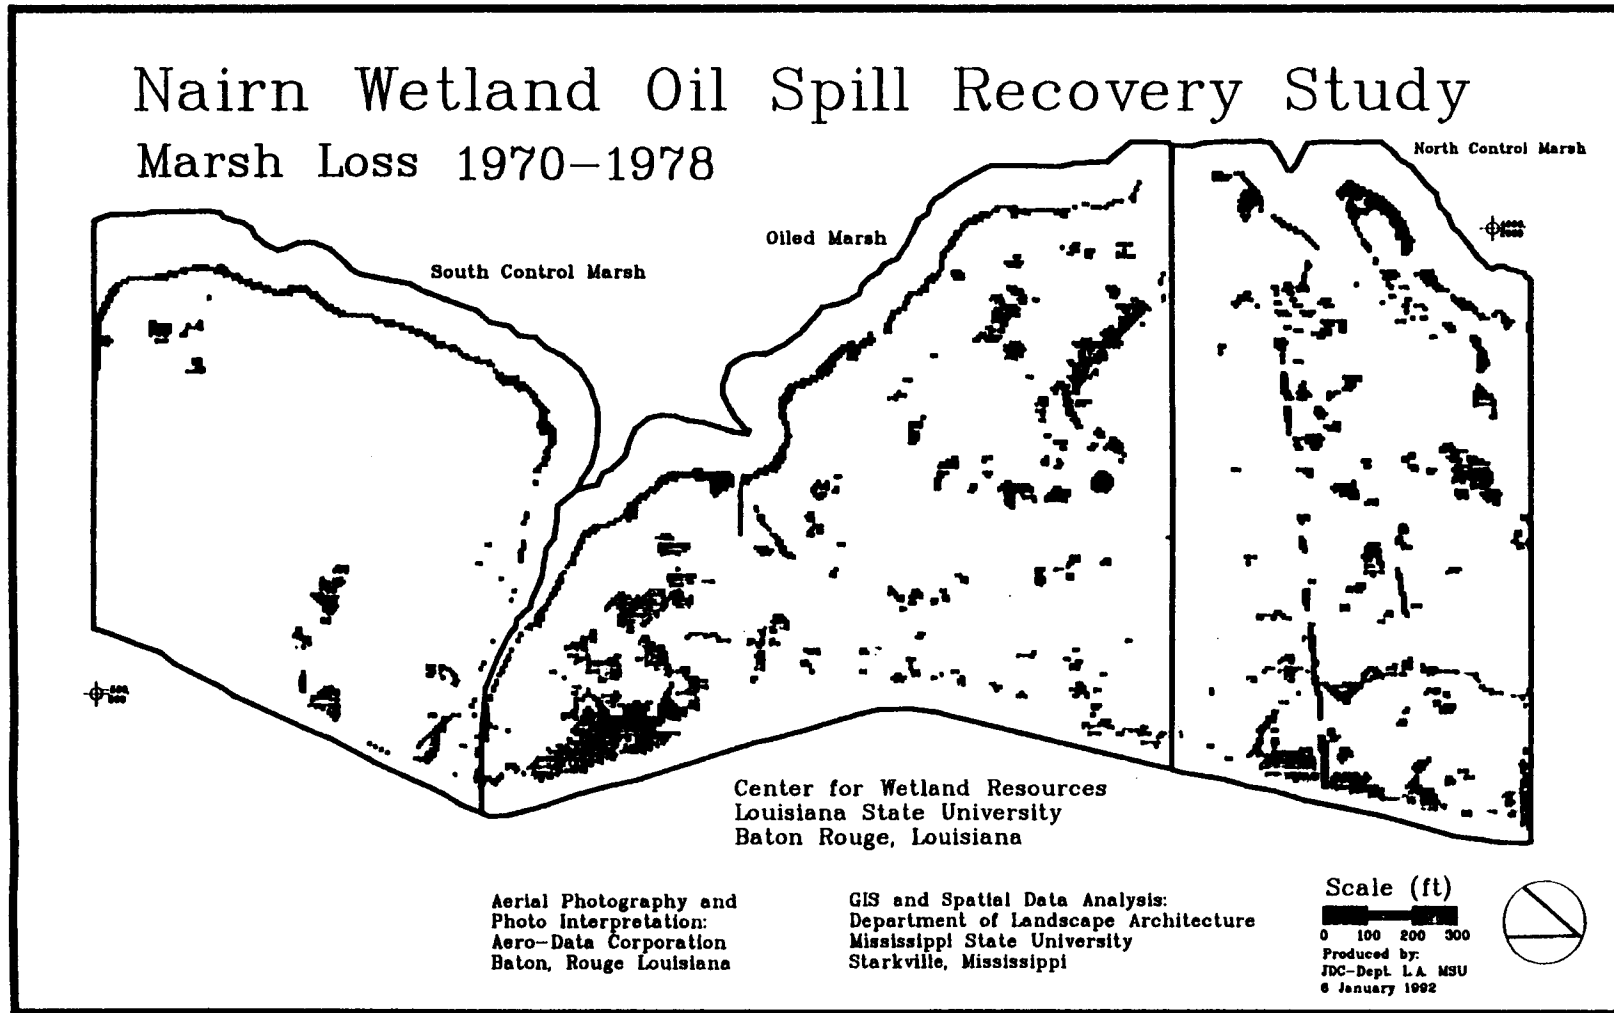 Nairn Wetland Oil Spill Recovery Study
Marsh Loss 1970-1978
North Control Marsh
Oiled Marsh
South Control Marsh
Center for Wetland Resources
Louisiana State University
Baton Rouge, Louisiana
Aerial Photography and
Photo Interpretation:
Aero-Data Corporation
Baton, Rouge Louisiana
GIS and Spatial Data Analysis:
Department of Landscape Architecture
Mississippi State University
Starkville, Mississippi
Scale (ft)
0 100 200 300
Produced by:
JDC-Dept. L.A. MSU
6 January 1992